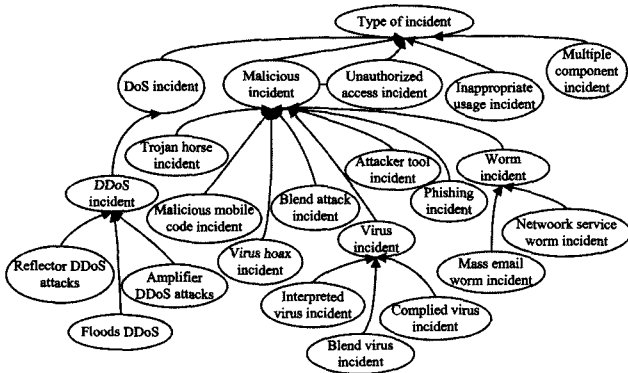 Type of incident
DoS incident
Malicious
incident
Unauthorized
access incident
Inappropriate
usage incident
Multiple
component
incident
Trojan horse
incident
Attacker tool
incident
Worm
incident
DDoS
incident
Malicious mobile
code incident
Blend attack
incident
Phishing
incident
Virus hoax
incident
Virus
incident
Netwoork service
worm incident
Mass email
worm incident
Reflector DDoS
attacks
Amplifier
DDoS attacks
Floods DDoS
Interpreted
virus incident
Complied virus
incident
Blend virus
incident